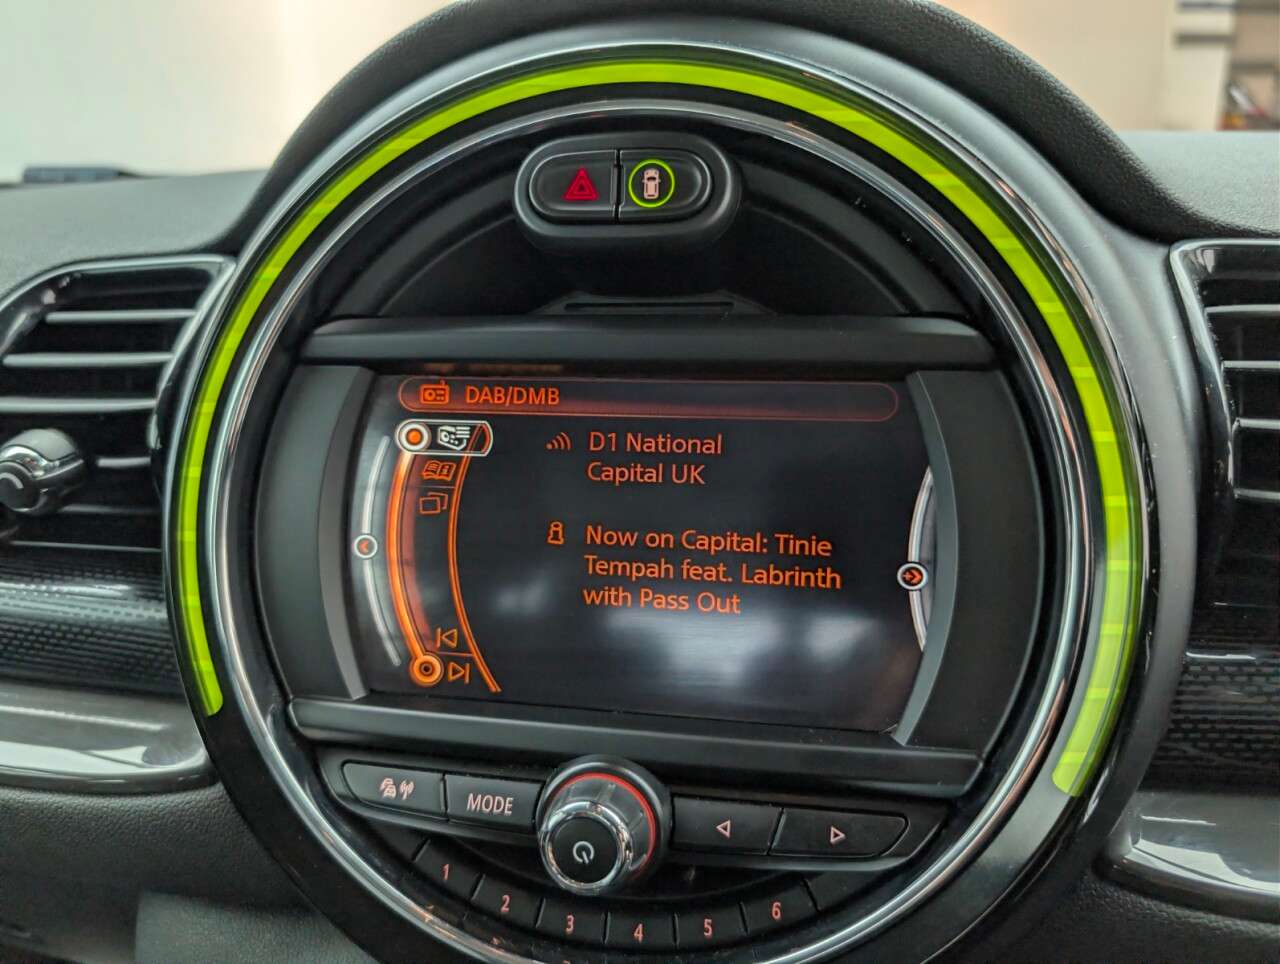 DAB/DMB
D1 National
Capital UK
Now on Capital: Tinie
Tempah feat. Labrinth
with Pass Out
MODE
1
2
3
4
5
6